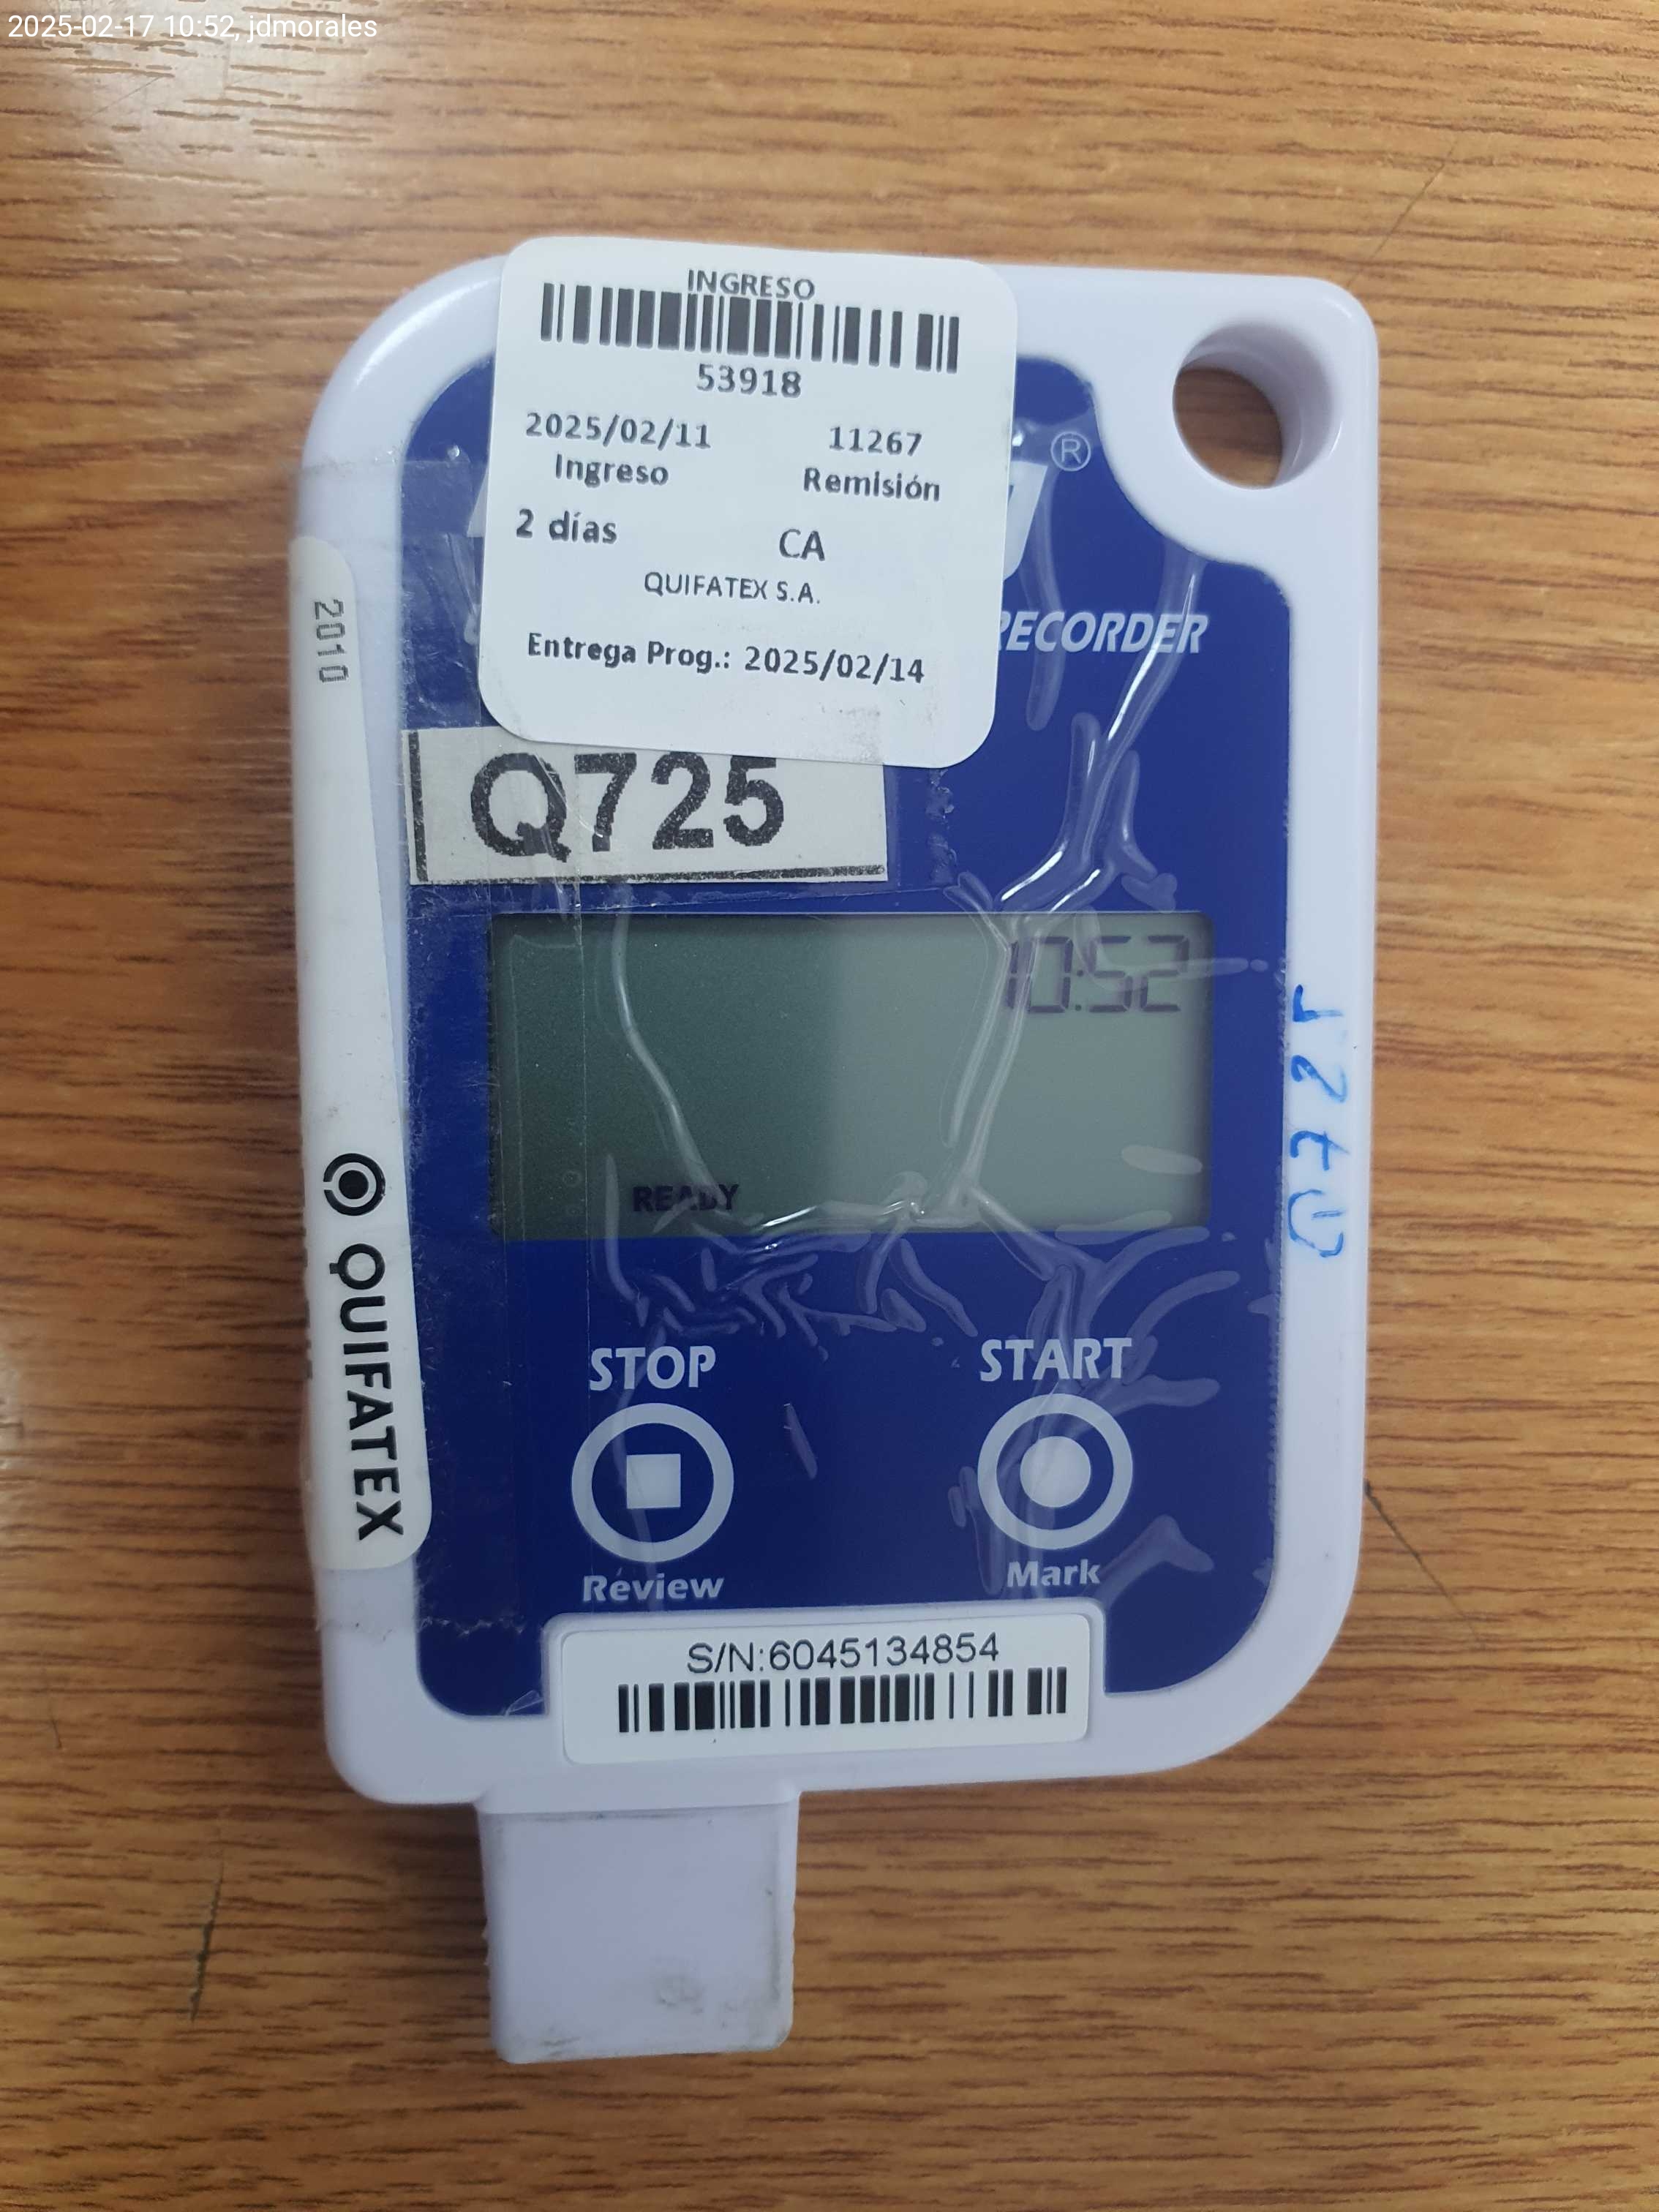 2025-02-17 10:52, jdmorales
INGRESO
53918
2025/02/11 11267
Ingreso Remisión
2 días CA
QUIFATEX S.A.
Entrega Prog.: 2025/02/14
®
RECORDER
2010
Q725
10:52
READY
QUIFATEX
Q725
STOP START
Review Mark
S/N:6045134854